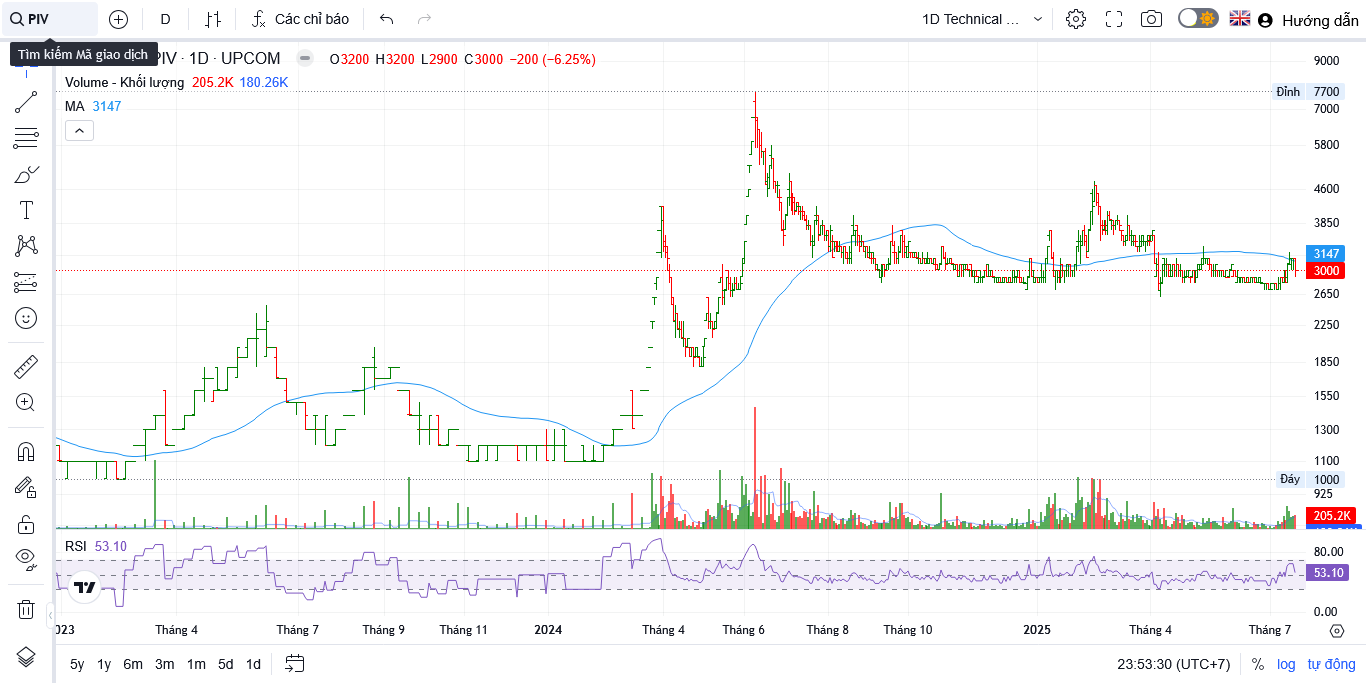 PIV D Các chỉ báo 1D Technical ... Hướng dẫn
Tìm kiếm Mã giao dịch
PIV · 1D · UPCOM O3200 H3200 L2900 C3000 −200 (−6.25%)
Volume - Khối lượng 205.2K 180.26K
MA 3147
9000
Đỉnh 7700
7000
5800
4600
3850
3147
3000
2650
2250
1850
1550
1300
1100
Đáy 1000
925
205.2K
RSI 53.10
80.00
53.10
0.00
023 Tháng 4 Tháng 7 Tháng 9 Tháng 11 2024 Tháng 4 Tháng 6 Tháng 8 Tháng 10 2025 Tháng 4 Tháng 7
5y 1y 6m 3m 1m 5d 1d 23:53:30 (UTC+7) % log tự động